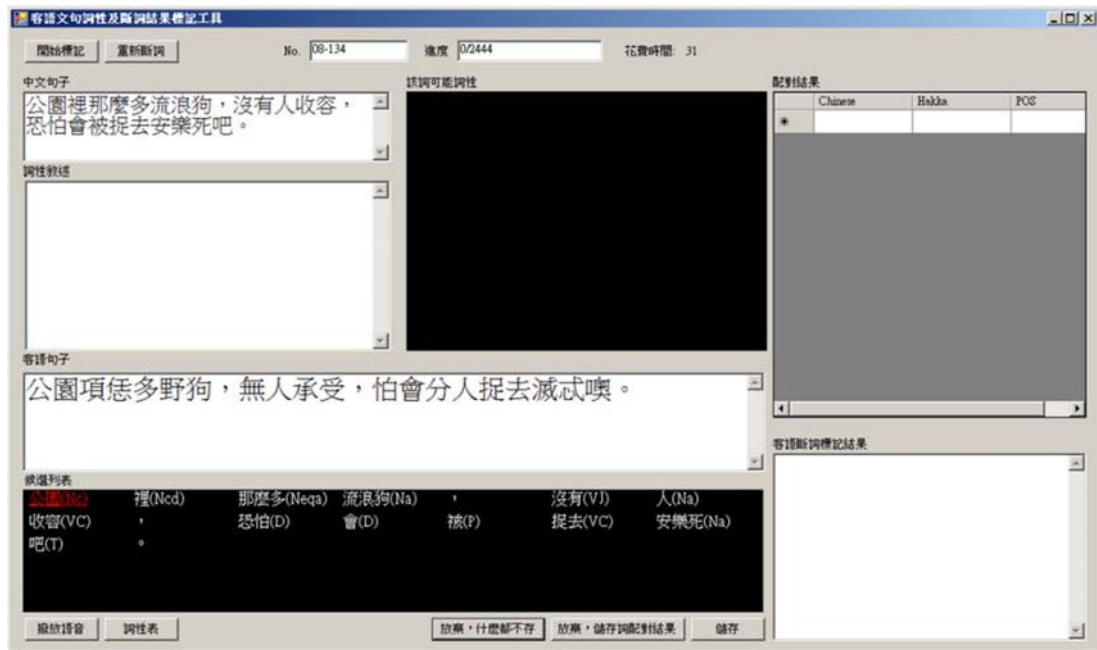 客語文句詞性及斷詞結果標記工具
開始標記 重新斷詞 No. 08-134 進度 0/2444 花費時間: 31
中文句子 該詞可能詞性 配對結果
公園裡那麼多流浪狗，沒有人收容，
恐怕會被捉去安樂死吧。
Chinese Hakka POS
*
詞性敘述
客語句子
公園項恁多野狗，無人承受，怕會分人捉去滅忒噢。
客語斷詞標記結果
候選列表
公園(Nc) 裡(Ncd) 那麼多(Neqa) 流浪狗(Na) ， 沒有(VJ) 人(Na)
收容(VC) ， 恐怕(D) 會(D) 被(P) 捉去(VC) 安樂死(Na)
吧(T) 。
撥放語音 詞性表 放棄，什麼都不存 放棄，儲存詞配對結果 儲存